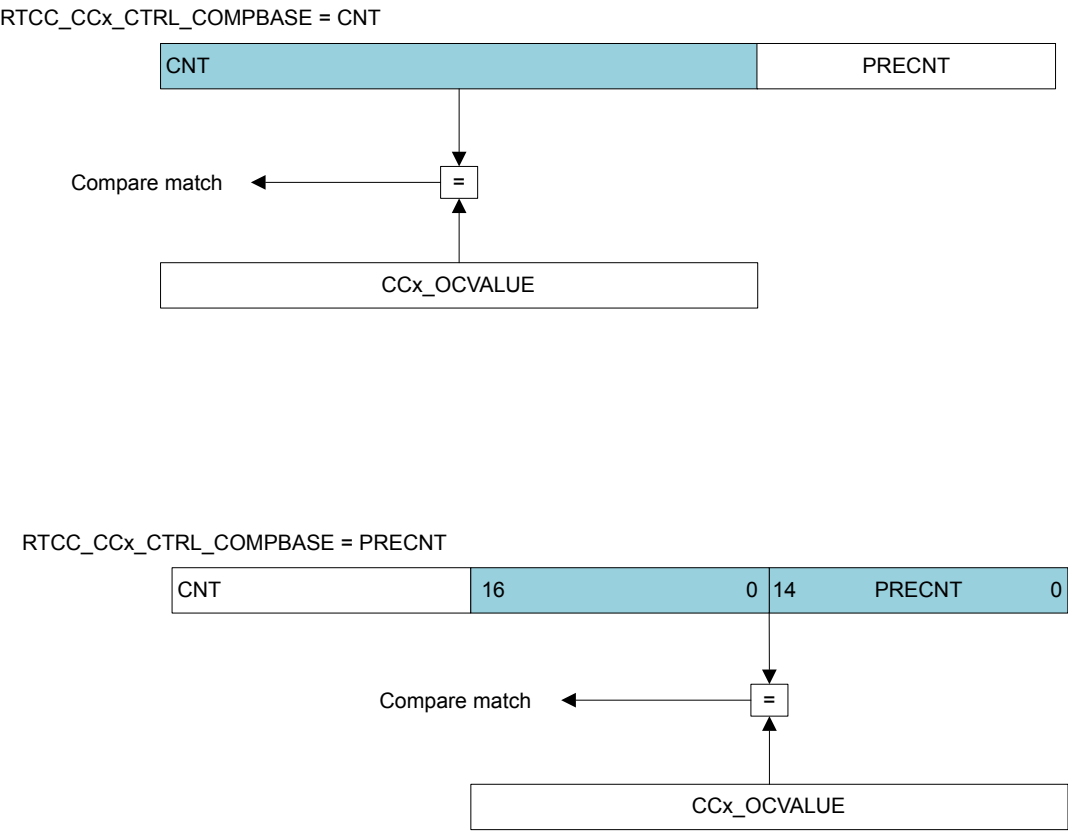 RTCC_CCx_CTRL_COMPBASE = CNT
CNT PRECNT
Compare match =
CCx_OCVALUE
RTCC_CCx_CTRL_COMPBASE = PRECNT
CNT 16 0 14 PRECNT 0
Compare match =
CCx_OCVALUE